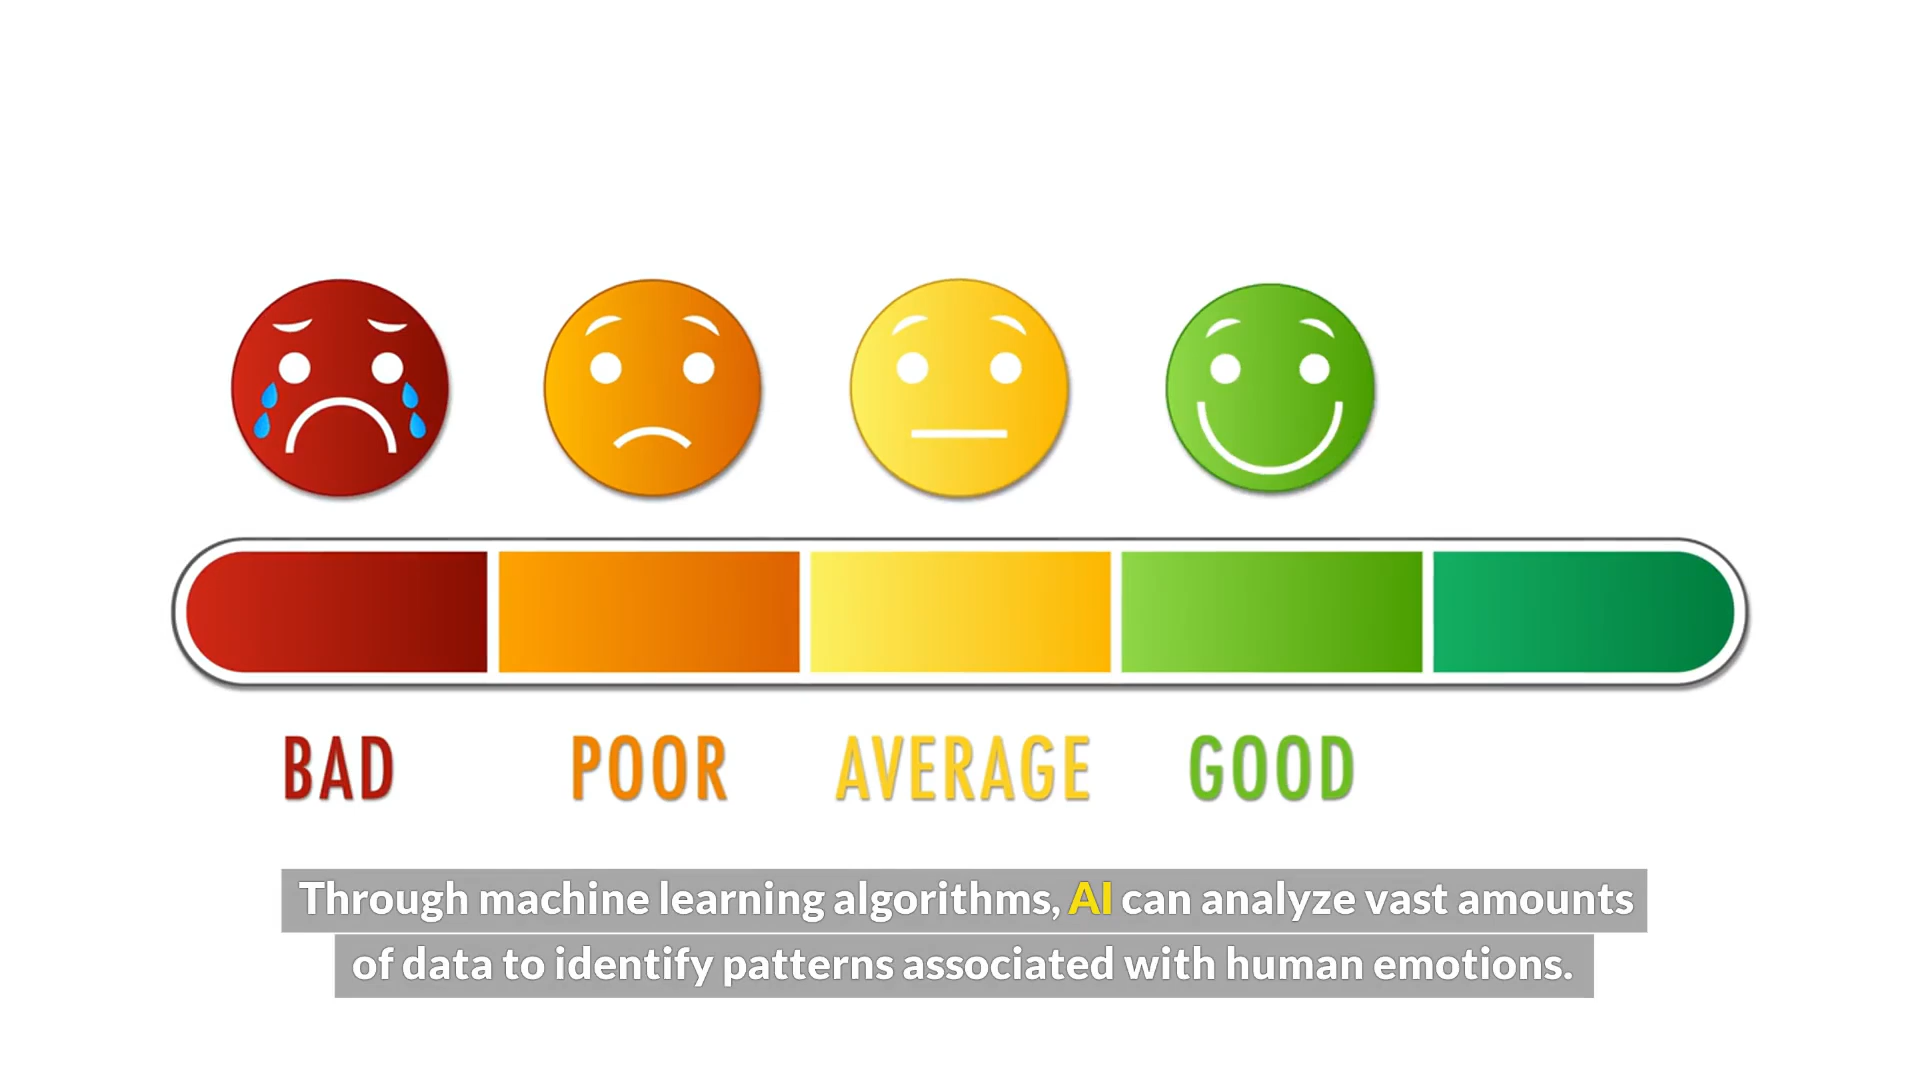 BAD POOR AVERAGE GOOD
Through machine learning algorithms, AI can analyze vast amounts
of data to identify patterns associated with human emotions.